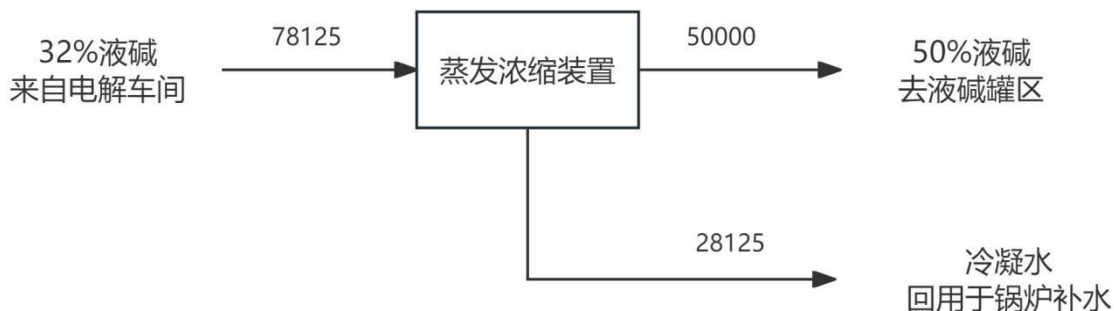 32%液碱
来自电解车间
78125
蒸发浓缩装置
50000
50%液碱
去液碱罐区
28125
冷凝水
回用于锅炉补水